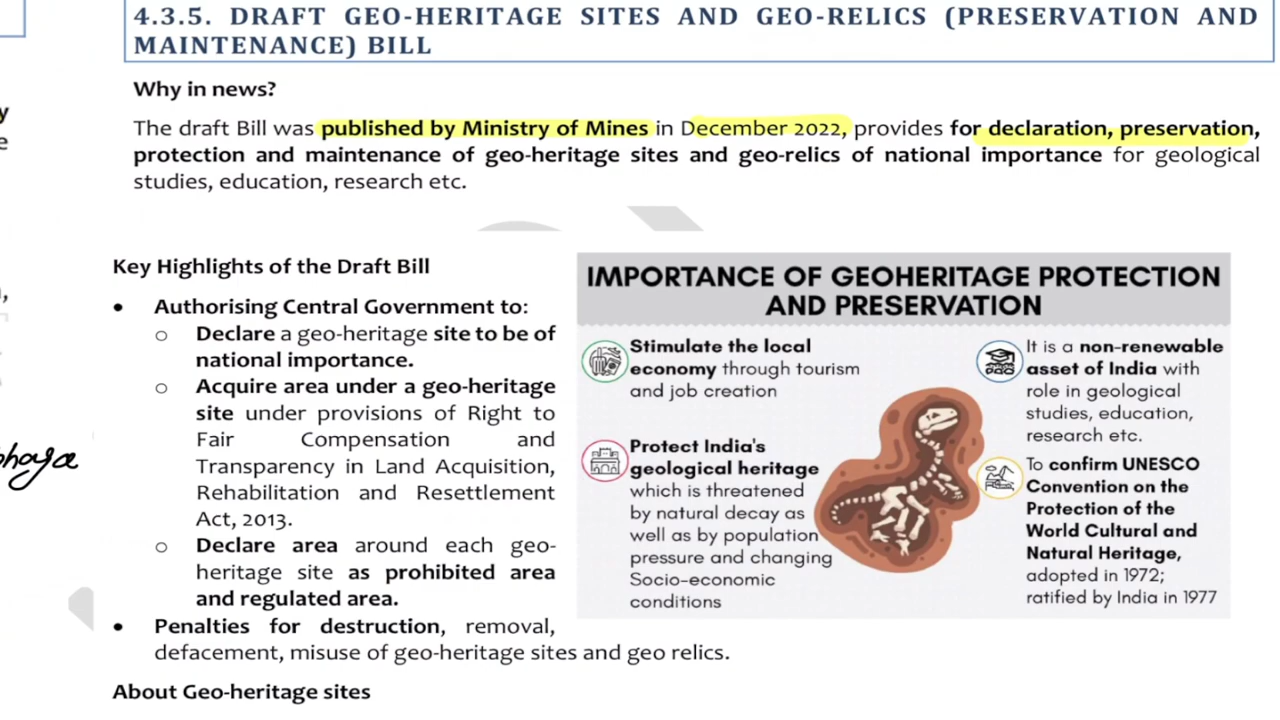 4.3.5. DRAFT GEO-HERITAGE SITES AND GEO-RELICS (PRESERVATION AND
MAINTENANCE) BILL
Why in news?
The draft Bill was published by Ministry of Mines in December 2022, provides for declaration, preservation,
protection and maintenance of geo-heritage sites and geo-relics of national importance for geological
studies, education, research etc.
Key Highlights of the Draft Bill
• Authorising Central Government to:
o Declare a geo-heritage site to be of
national importance.
o Acquire area under a geo-heritage
site under provisions of Right to
Fair Compensation and
Transparency in Land Acquisition,
Rehabilitation and Resettlement
Act, 2013.
o Declare area around each geo-
heritage site as prohibited area
and regulated area.
• Penalties for destruction, removal,
defacement, misuse of geo-heritage sites and geo relics.
IMPORTANCE OF GEOHERITAGE PROTECTION
AND PRESERVATION
Stimulate the local
economy through tourism
and job creation
Protect India's
geological heritage
which is threatened
by natural decay as
well as by population
pressure and changing
Socio-economic
conditions
It is a non-renewable
asset of India with
role in geological
studies, education,
research etc.
To confirm UNESCO
Convention on the
Protection of the
World Cultural and
Natural Heritage,
adopted in 1972;
ratified by India in 1977
About Geo-heritage sites